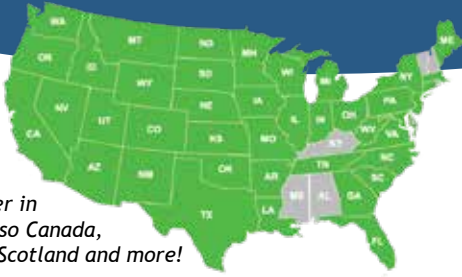 WA
MT
ND
MN
ME
OR
ID
SD
WI
MI
NY
WY
NV
NE
IA
PA
UT
CO
IL
IN
OH
WV
VA
CA
KS
MO
KY
NC
TN
AZ
NM
OK
AR
SC
MS
AL
GA
TX
LA
FL
er in
so Canada,
Scotland and more!